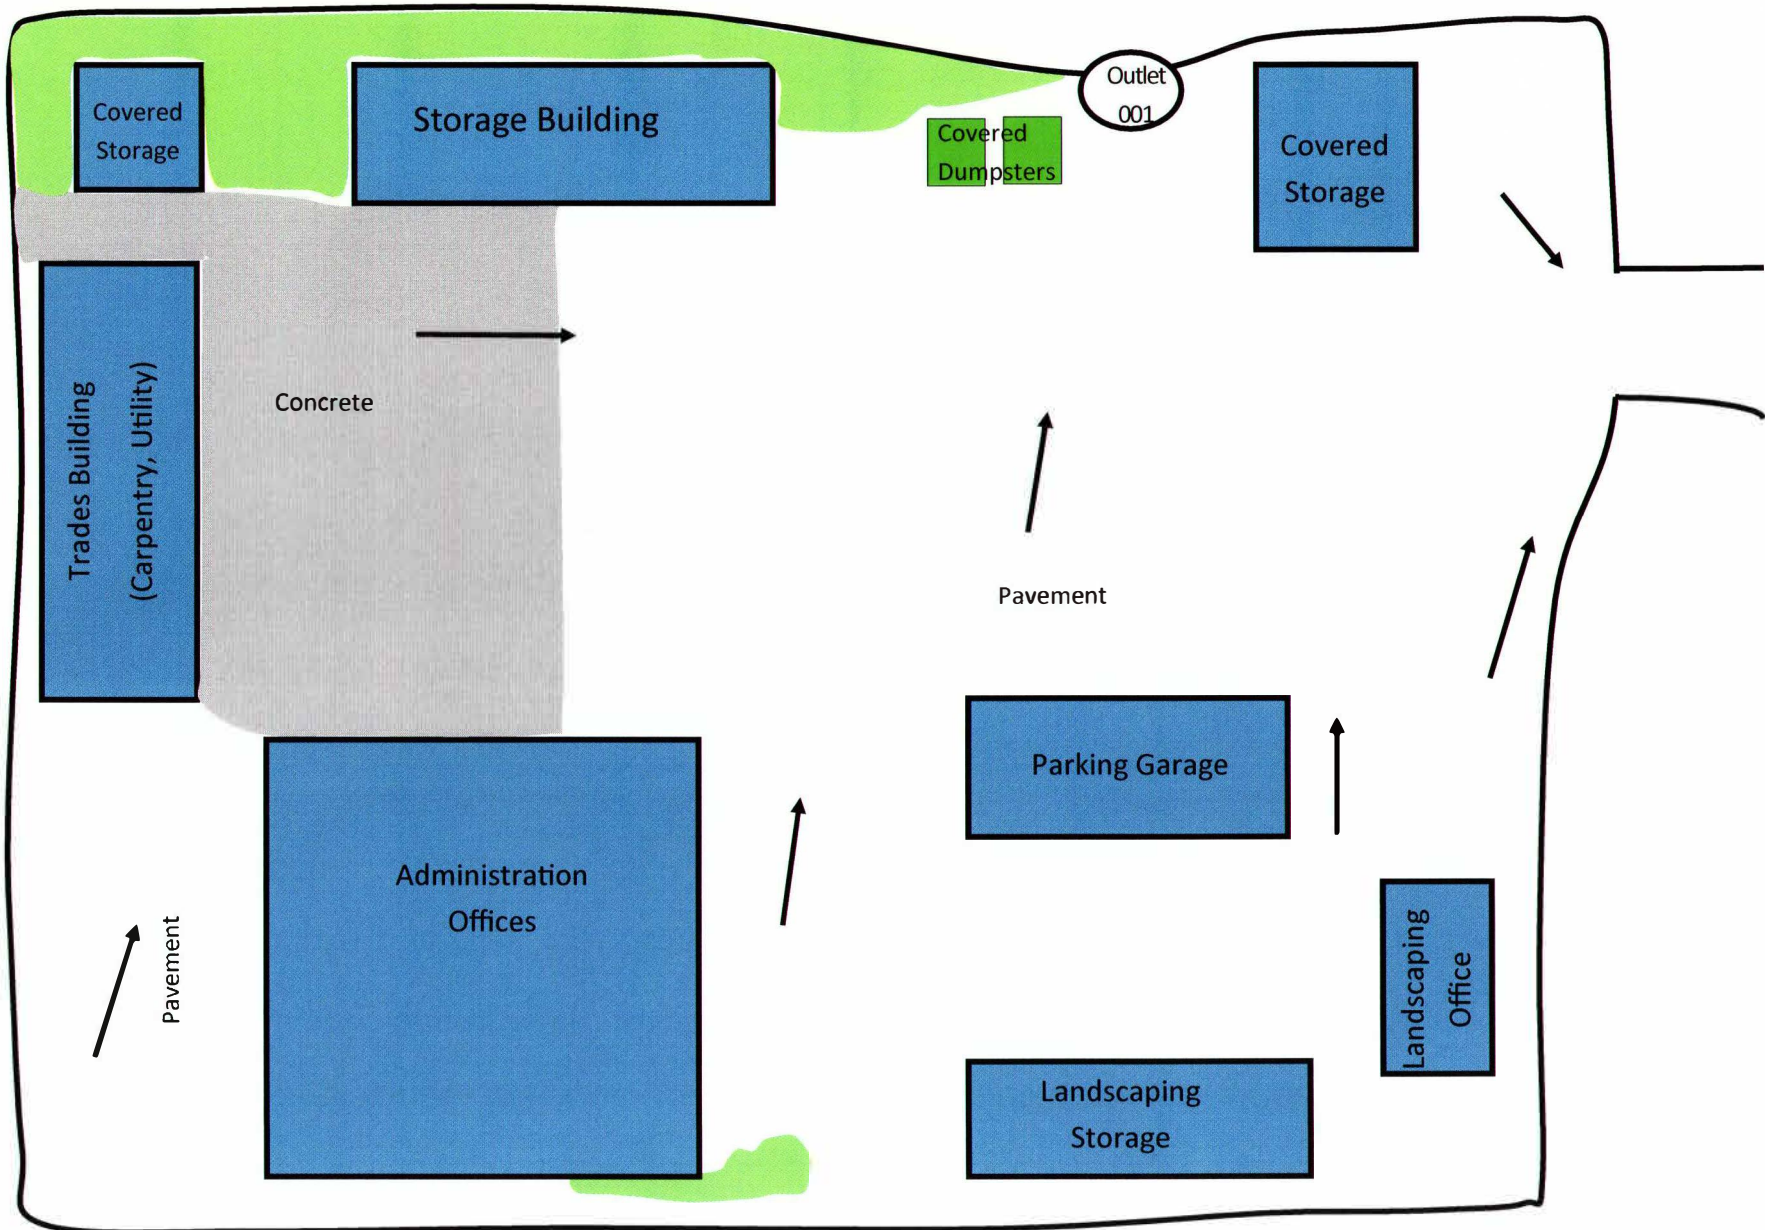 Covered
Storage
Storage Building
Covered
Dumpsters
Outlet
001
Covered
Storage
Trades Building
(Carpentry, Utility)
Concrete
Pavement
Parking Garage
Administration
Offices
Pavement
Landscaping
Office
Landscaping
Storage